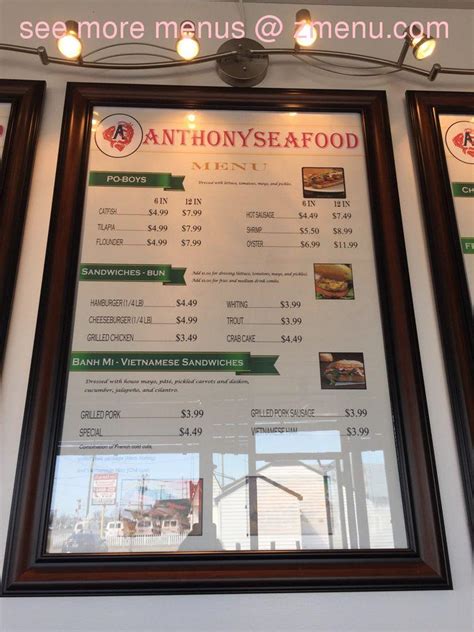 see more menus @ zmenu.com
A
ANTHONYSEAFOOD
MENU
PO-BOYS
Dressed with lettuce, tomatoes, mayo, and pickles.
6 IN 12 IN 6 IN 12 IN
CATFISH $4.99 $7.99 HOT SAUSAGE $4.49 $7.49
TILAPIA $4.99 $7.99 SHRIMP $5.50 $8.99
FLOUNDER $4.99 $7.99 OYSTER $6.99 $11.99
SANDWICHES - BUN
HAMBURGER (1/4 LB) $4.49 WHITING $3.99
CHEESEBURGER (1/4 LB) $4.99 TROUT $3.99
GRILLED CHICKEN $3.49 CRAB CAKE $4.49
BANH MI - VIETNAMESE SANDWICHES
Dressed with house mayo, pâté, pickled carrots and daikon,
cucumber, jalapeño, and cilantro.
GRILLED PORK $3.99 GRILLED PORK SAUSAGE $3.99
SPECIAL $4.49 VIETNAMESE HAM $3.99